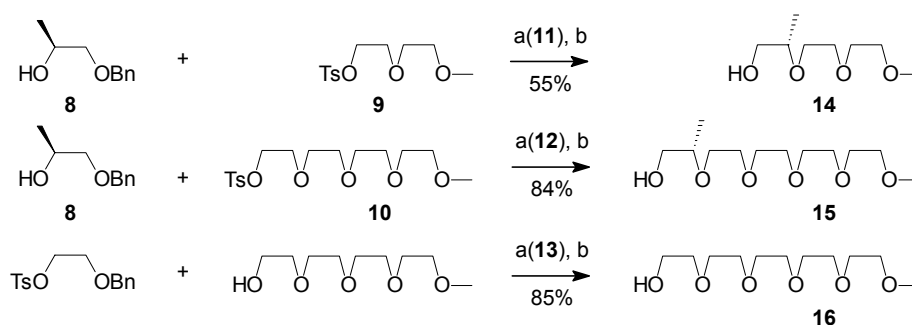 HO OBn + TsO O O a(11), b 55% HO O O O
8 9 14
HO OBn + TsO O O O O a(12), b 84% HO O O O O O
8 10 15
TsO OBn + HO O O O O a(13), b 85% HO O O O O O
16